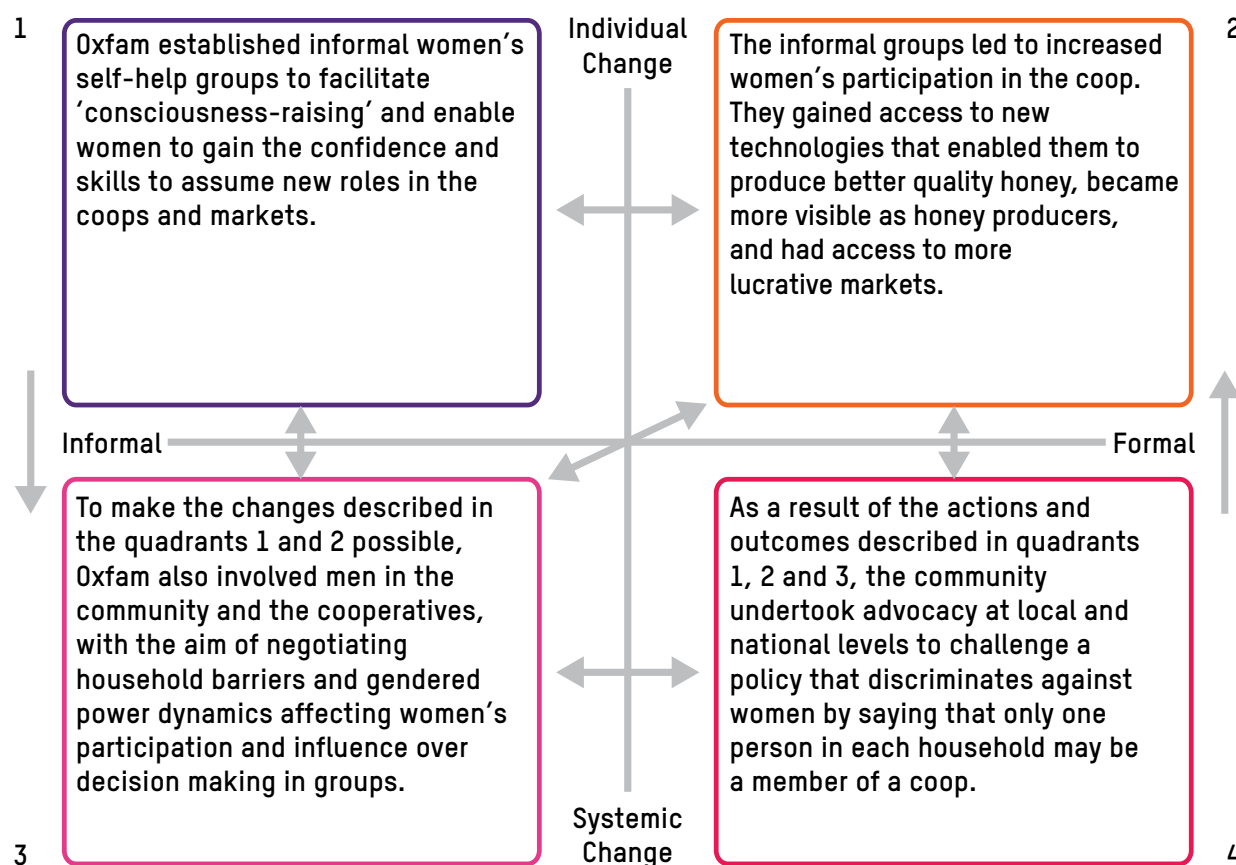 1
Oxfam established informal women’s
self-help groups to facilitate
‘consciousness-raising’ and enable
women to gain the confidence and
skills to assume new roles in the
coops and markets.
Individual
Change
2
The informal groups led to increased
women’s participation in the coop.
They gained access to new
technologies that enabled them to
produce better quality honey, became
more visible as honey producers,
and had access to more
lucrative markets.
Informal
Formal
3
To make the changes described in
the quadrants 1 and 2 possible,
Oxfam also involved men in the
community and the cooperatives,
with the aim of negotiating
household barriers and gendered
power dynamics affecting women’s
participation and influence over
decision making in groups.
Systemic
Change
4
As a result of the actions and
outcomes described in quadrants
1, 2 and 3, the community
undertook advocacy at local and
national levels to challenge a
policy that discriminates against
women by saying that only one
person in each household may be
a member of a coop.